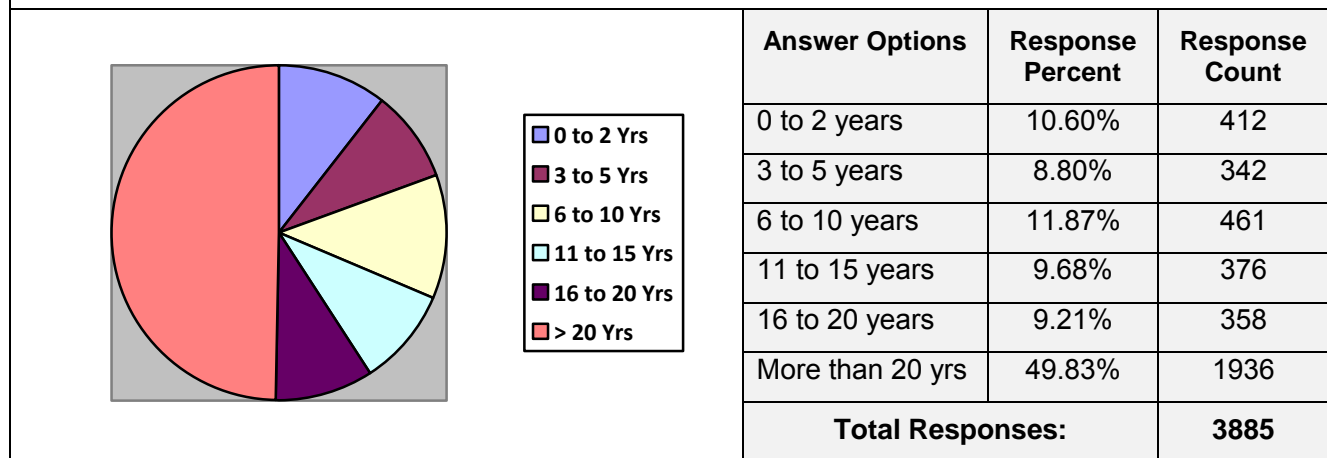 0 to 2 Yrs
3 to 5 Yrs
6 to 10 Yrs
11 to 15 Yrs
16 to 20 Yrs
> 20 Yrs
Answer Options Response Percent Response Count
0 to 2 years 10.60% 412
3 to 5 years 8.80% 342
6 to 10 years 11.87% 461
11 to 15 years 9.68% 376
16 to 20 years 9.21% 358
More than 20 yrs 49.83% 1936
Total Responses: 3885